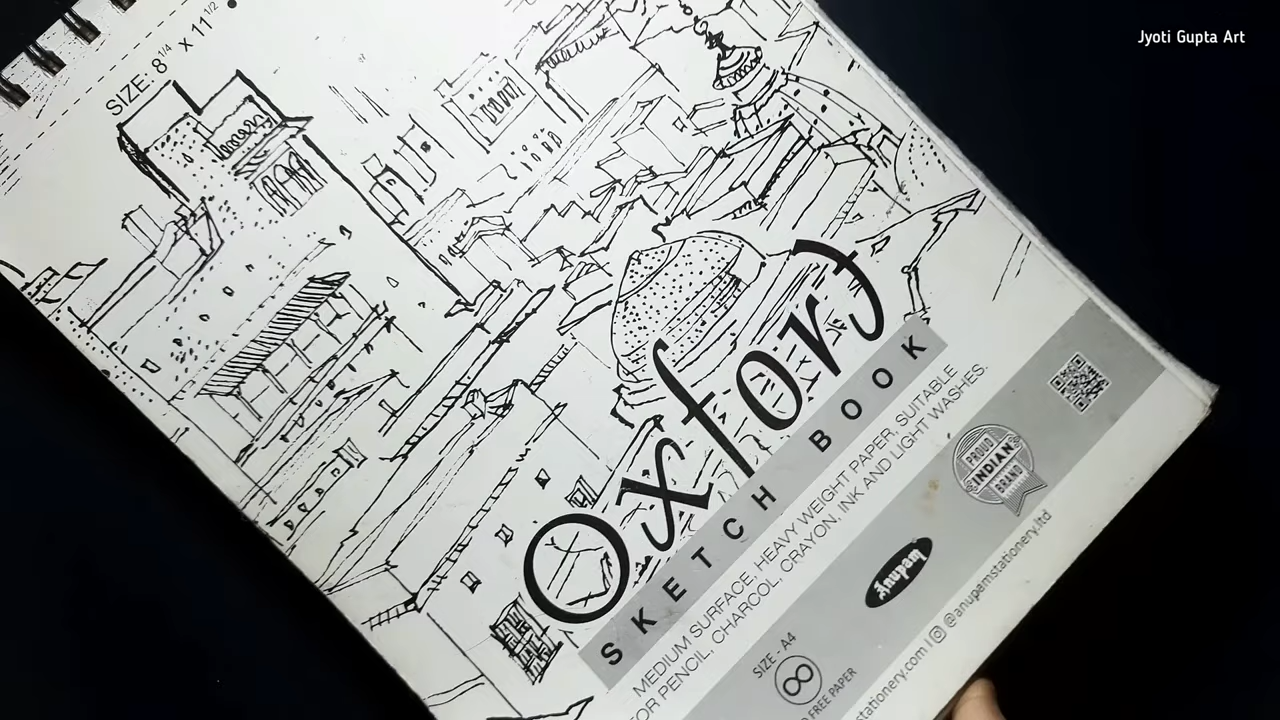 Jyoti Gupta Art
SIZE: 8 1/4 x 11 1/2
Oxford
SKETCH BOOK
MEDIUM SURFACE, HEAVY WEIGHT PAPER, SUITABLE
FOR PENCIL, CHARCOL, CRAYON, INK AND LIGHT WASHES.
PROUD
INDIAN
BRAND
Anupam
SIZE - A4
FREE PAPER
stationery.com | @anupamstationery.ltd